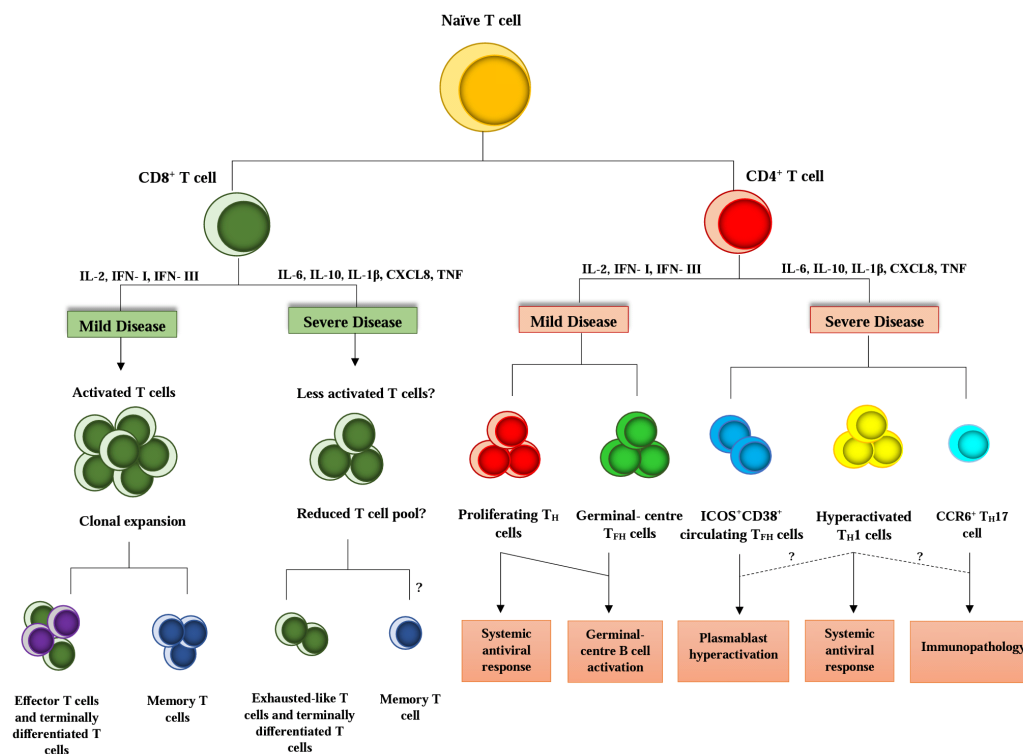 Naïve T cell
CD8⁺ T cell
CD4⁺ T cell
IL-2, IFN- I, IFN- III
IL-6, IL-10, IL-1β, CXCL8, TNF
IL-2, IFN- I, IFN- III
IL-6, IL-10, IL-1β, CXCL8, TNF
Mild Disease
Severe Disease
Mild Disease
Severe Disease
Activated T cells
Less activated T cells?
Clonal expansion
Reduced T cell pool?
Proliferating TH
cells
Germinal- centre
TFH cells
ICOS⁺CD38⁺
circulating TFH cells
Hyperactivated
TH1 cells
CCR6⁺ TH17
cell
?
?
?
Systemic
antiviral
response
Germinal-
centre B cell
activation
Plasmablast
hyperactivation
Systemic
antiviral
response
Immunopathology
Effector T cells
and terminally
differentiated T
cells
Memory T
cells
Exhausted-like T
cells and terminally
differentiated T
cells
Memory T
cell